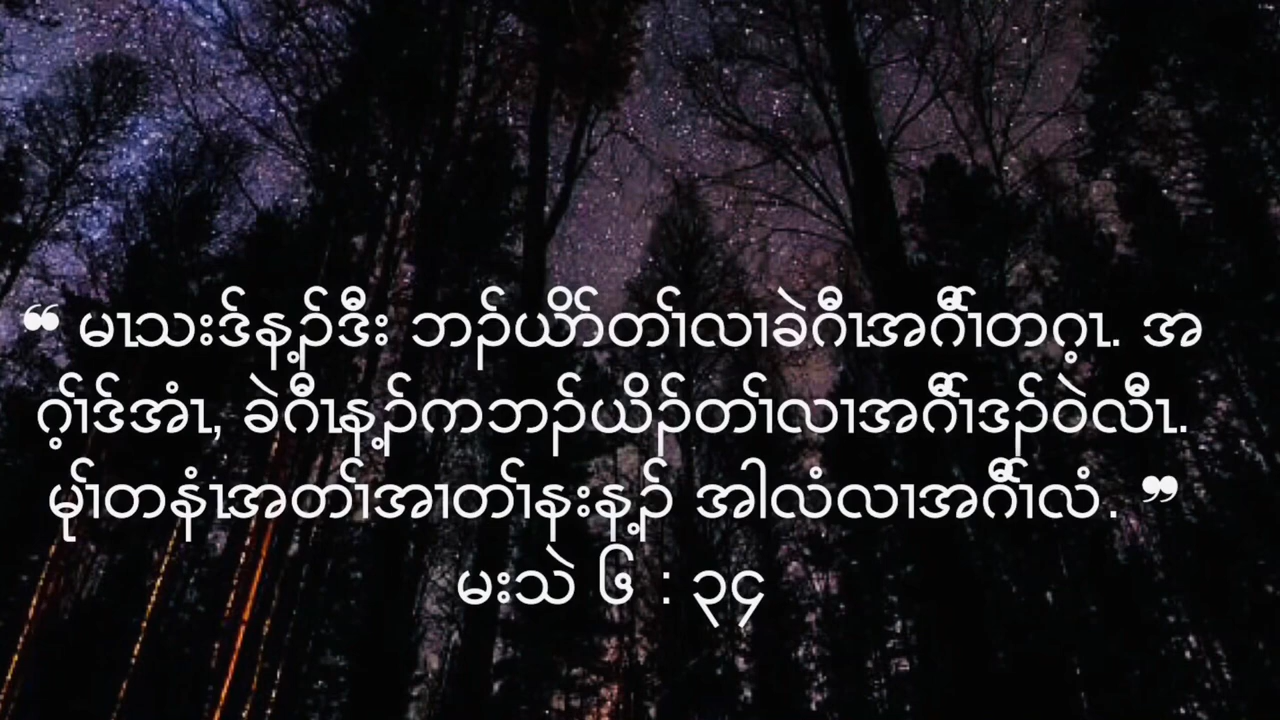 ❝ မၤသးဒ်န့ၣ်ဒီး ဘၣ်ယိာ်တၢ်လၢခဲဂီၤအဂီၢ်တဂ့ၤ. အ
ဂ့ၢ်ဒ်အံၤ, ခဲဂီၤန့ၣ်ကဘၣ်ယိၣ်တၢ်လၢအဂီၢ်ဒၣ်ဝဲလီၤ.
မုၢ်တနံၤအတၢ်အၢတၢ်နးန့ၣ် အါလံလၢအဂီၢ်လံ. ❞
မးသဲ ၆ : ၃၄